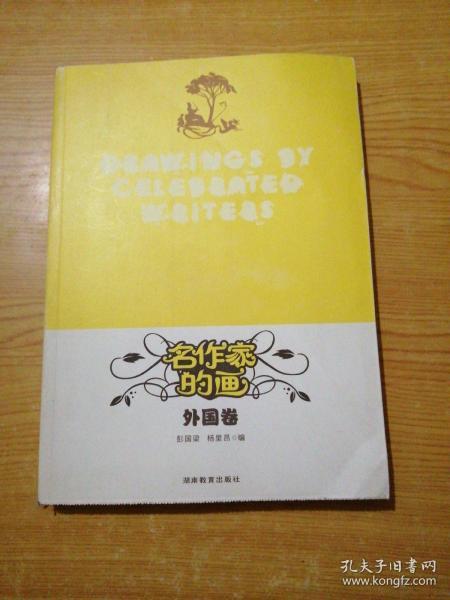 DRAWINGS BY
CELEBRATED
WRITERS
名作家
的画
外国卷
彭国梁 杨里昂 编
湖南教育出版社
孔夫子旧书网
www.kongfz.com